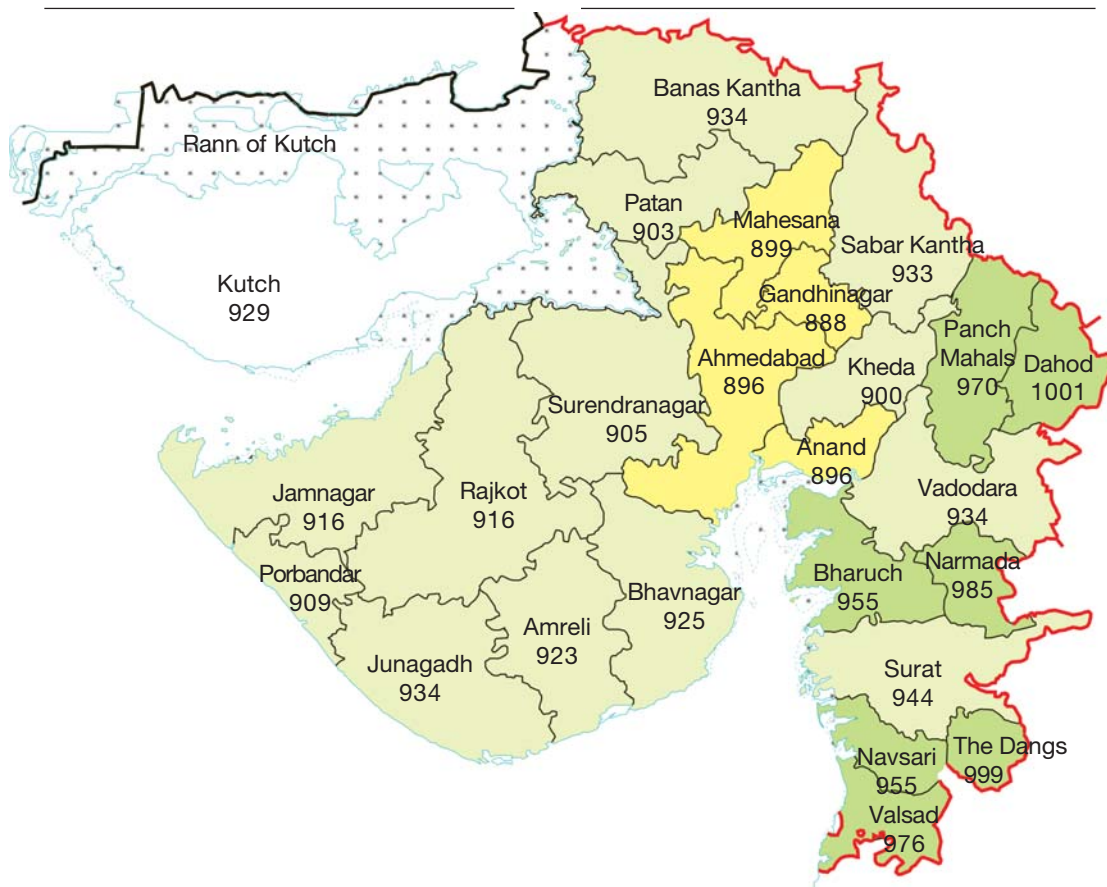 Banas Kantha
934
Rann of Kutch
Patan
903
Mahesana
899
Sabar Kantha
933
Kutch
929
Gandhinagar
888
Panch
Mahals
970
Dahod
1001
Ahmedabad
896
Kheda
900
Surendranagar
905
Anand
896
Jamnagar
916
Rajkot
916
Vadodara
934
Porbandar
909
Bhavnagar
925
Bharuch
955
Narmada
985
Amreli
923
Junagadh
934
Surat
944
Navsari
955
The Dangs
999
Valsad
976